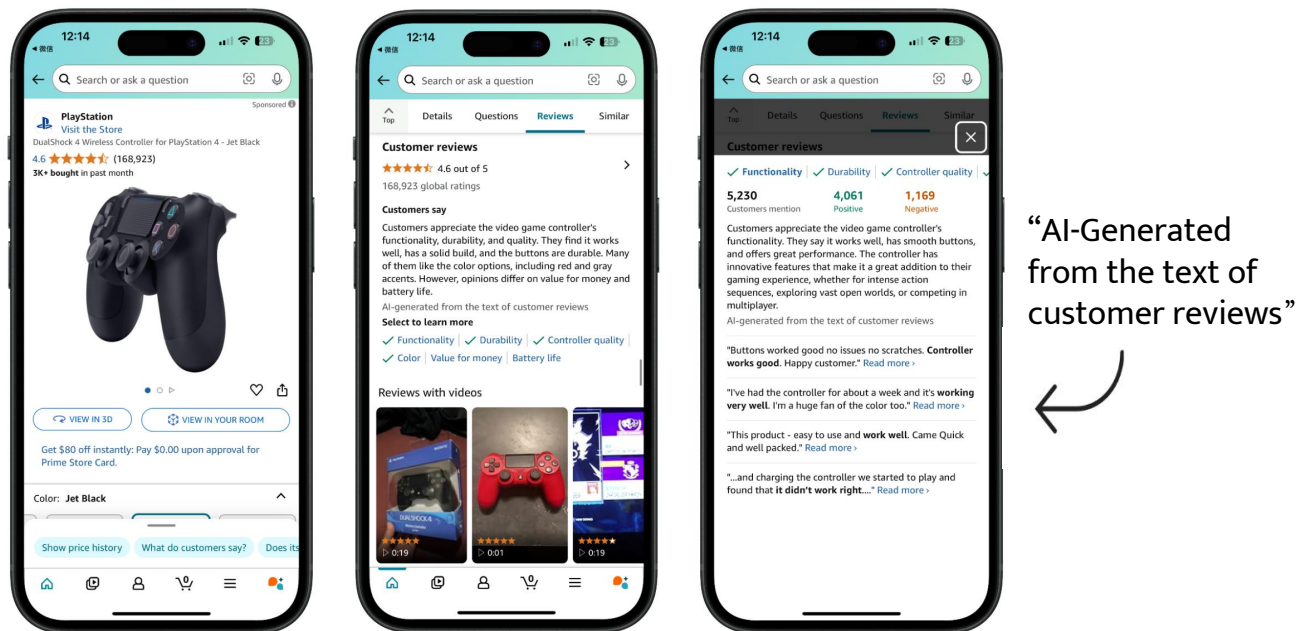 12:14
◀ 微信
23
Search or ask a question
Sponsored
PlayStation
Visit the Store
DualShock 4 Wireless Controller for PlayStation 4 - Jet Black
4.6 (168,923)
3K+ bought in past month
VIEW IN 3D
VIEW IN YOUR ROOM
Get $80 off instantly: Pay $0.00 upon approval for
Prime Store Card.
Color: Jet Black
Show price history
What do customers say?
Does its
0
12:14
◀ 微信
23
Search or ask a question
Top
Details
Questions
Reviews
Similar
Customer reviews
4.6 out of 5
168,923 global ratings
Customers say
Customers appreciate the video game controller's
functionality, durability, and quality. They find it works
well, has a solid build, and the buttons are durable. Many
of them like the color options, including red and gray
accents. However, opinions differ on value for money and
battery life.
AI-generated from the text of customer reviews
Select to learn more
Functionality
Durability
Controller quality
Color
Value for money
Battery life
Reviews with videos
DUALSHOCK 4
0:19
0:01
0:19
0
12:14
◀ 微信
23
Search or ask a question
Top
Details
Questions
Reviews
Similar
Customer reviews
Functionality
Durability
Controller quality
5,230
Customers mention
4,061
Positive
1,169
Negative
Customers appreciate the video game controller's
functionality. They say it works well, has smooth buttons,
and offers great performance. The controller has
innovative features that make it a great addition to their
gaming experience, whether for intense action
sequences, exploring vast open worlds, or competing in
multiplayer.
AI-generated from the text of customer reviews
"Buttons worked good no issues no scratches. Controller
works good. Happy customer." Read more ›
"I've had the controller for about a week and it's working
very well. I'm a huge fan of the color too." Read more ›
"This product - easy to use and work well. Came Quick
and well packed." Read more ›
"...and charging the controller we started to play and
found that it didn't work right...." Read more ›
“AI-Generated
from the text of
customer reviews”